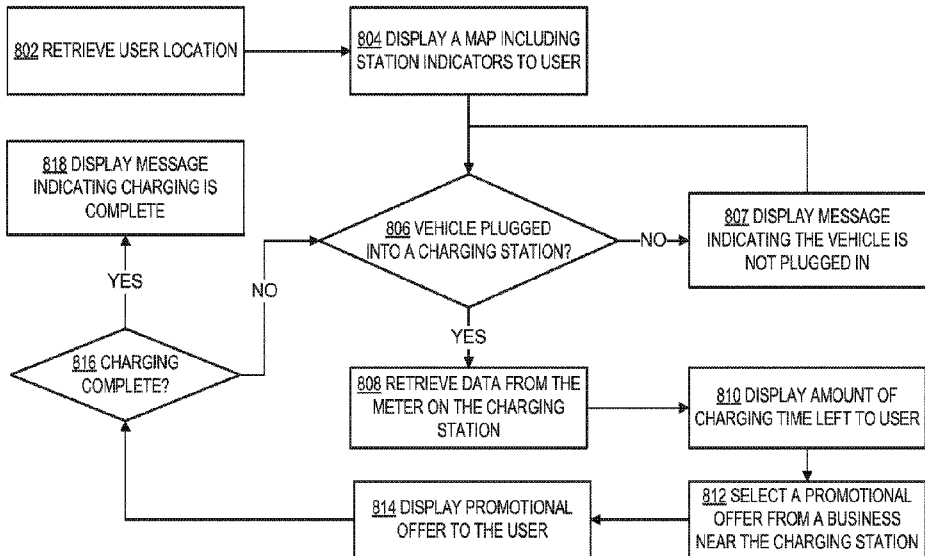 802 RETRIEVE USER LOCATION
804 DISPLAY A MAP INCLUDING
STATION INDICATORS TO USER
818 DISPLAY MESSAGE
INDICATING CHARGING IS
COMPLETE
806 VEHICLE PLUGGED
INTO A CHARGING STATION?
NO
807 DISPLAY MESSAGE
INDICATING THE VEHICLE IS
NOT PLUGGED IN
YES
NO
YES
816 CHARGING
COMPLETE?
808 RETRIEVE DATA FROM THE
METER ON THE CHARGING
STATION
810 DISPLAY AMOUNT OF
CHARGING TIME LEFT TO USER
814 DISPLAY PROMOTIONAL
OFFER TO THE USER
812 SELECT A PROMOTIONAL
OFFER FROM A BUSINESS
NEAR THE CHARGING STATION